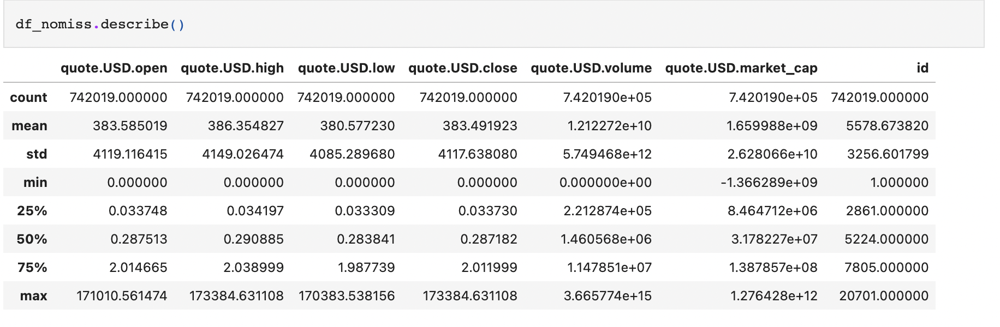 df_nomiss.describe()
quote.USD.open quote.USD.high quote.USD.low quote.USD.close quote.USD.volume quote.USD.market_cap id
count 742019.000000 742019.000000 742019.000000 742019.000000 7.420190e+05 7.420190e+05 742019.000000
mean 383.585019 386.354827 380.577230 383.491923 1.212272e+10 1.659988e+09 5578.673820
std 4119.116415 4149.026474 4085.289680 4117.638080 5.749468e+12 2.628066e+10 3256.601799
min 0.000000 0.000000 0.000000 0.000000 0.000000e+00 -1.366289e+09 1.000000
25% 0.033748 0.034197 0.033309 0.033730 2.212874e+05 8.464712e+06 2861.000000
50% 0.287513 0.290885 0.283841 0.287182 1.460568e+06 3.178227e+07 5224.000000
75% 2.014665 2.038999 1.987739 2.011999 1.147851e+07 1.387857e+08 7805.000000
max 171010.561474 173384.631108 170383.538156 173384.631108 3.665774e+15 1.276428e+12 20701.000000